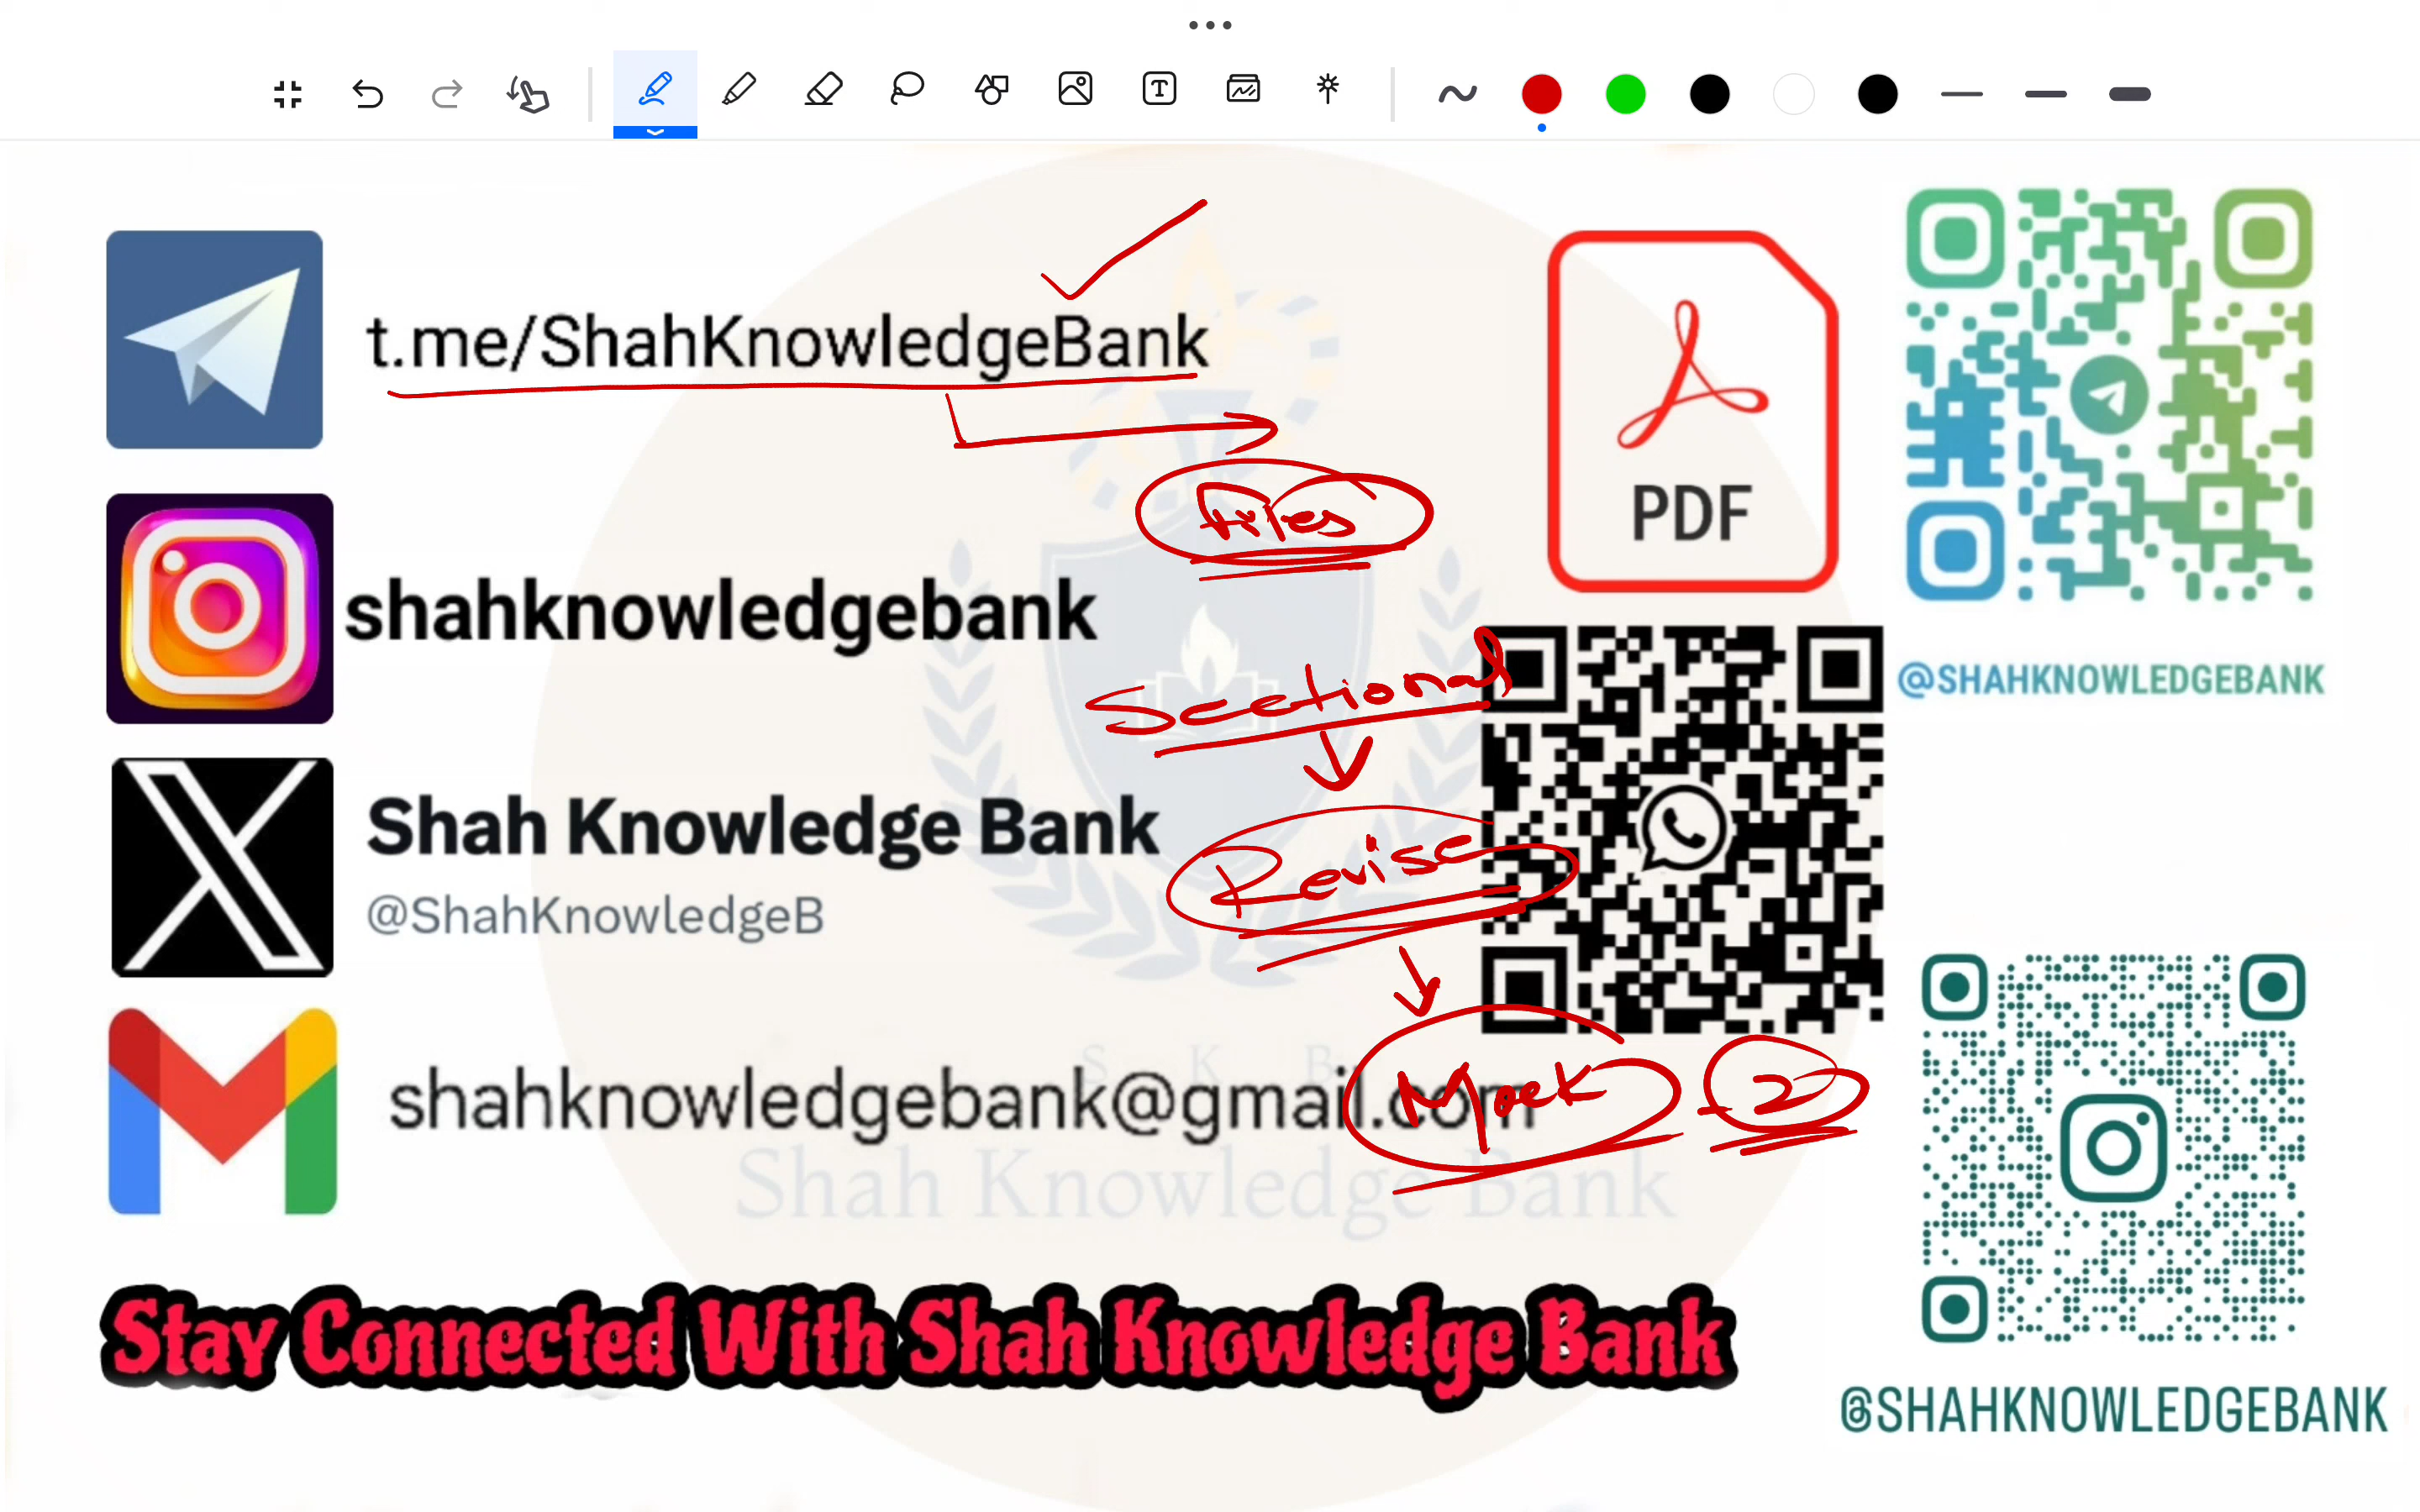 t.me/ShahKnowledgeBank
Files
PDF
@SHAHKNOWLEDGEBANK
shahknowledgebank
Sectional
Shah Knowledge Bank
@ShahKnowledgeB
Revise
shahknowledgebank@gmail.com
Mock - 2
S K B
Shah Knowledge Bank
Stay Connected With Shah Knowledge Bank
@SHAHKNOWLEDGEBANK